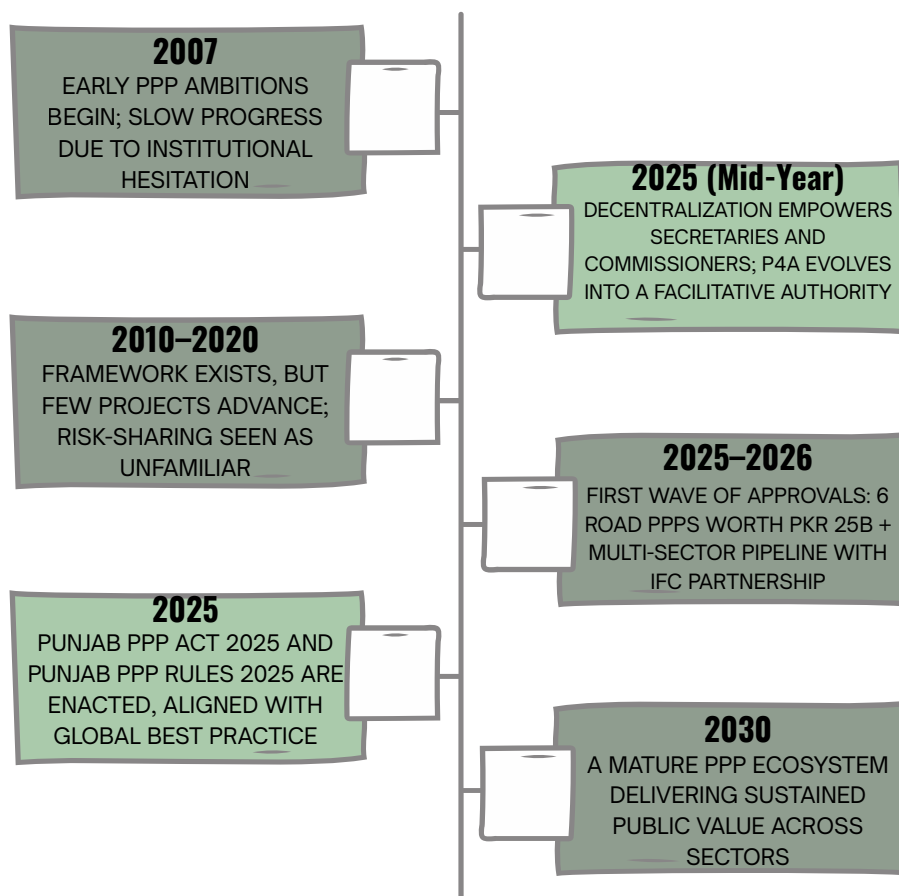 2007
EARLY PPP AMBITIONS
BEGIN; SLOW PROGRESS
DUE TO INSTITUTIONAL
HESITATION
2025 (Mid-Year)
DECENTRALIZATION EMPOWERS
SECRETARIES AND
COMMISSIONERS; P4A EVOLVES
INTO A FACILITATIVE AUTHORITY
2010–2020
FRAMEWORK EXISTS, BUT
FEW PROJECTS ADVANCE;
RISK-SHARING SEEN AS
UNFAMILIAR
2025–2026
FIRST WAVE OF APPROVALS: 6
ROAD PPPS WORTH PKR 25B +
MULTI-SECTOR PIPELINE WITH
IFC PARTNERSHIP
2025
PUNJAB PPP ACT 2025 AND
PUNJAB PPP RULES 2025 ARE
ENACTED, ALIGNED WITH
GLOBAL BEST PRACTICE
2030
A MATURE PPP ECOSYSTEM
DELIVERING SUSTAINED
PUBLIC VALUE ACROSS
SECTORS